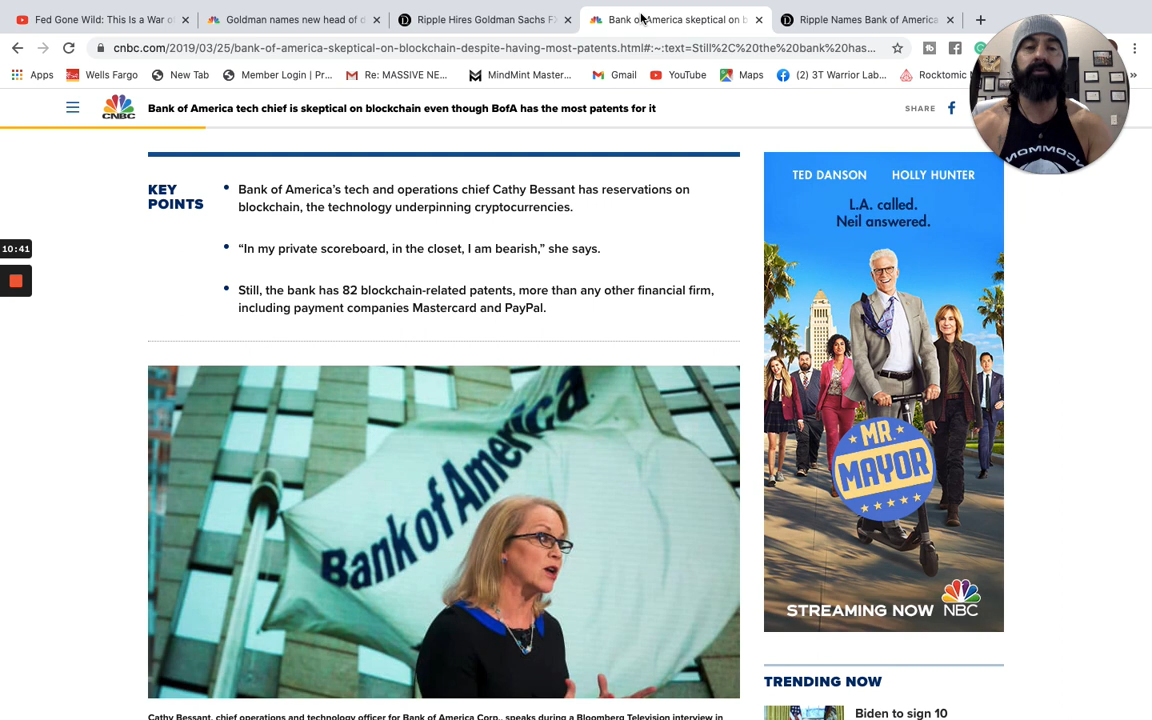 Fed Gone Wild: This Is a War o
Goldman names new head of d
Ripple Hires Goldman Sachs FX
Bank of America skeptical on b
Ripple Names Bank of America
cnbc.com/2019/03/25/bank-of-america-skeptical-on-blockchain-despite-having-most-patents.html#:~:text=Still%2C%20the%20bank%20has...
Apps
Wells Fargo
New Tab
Member Login | Pr...
Re: MASSIVE NE...
MindMint Master...
Gmail
YouTube
Maps
(2) 3T Warrior Lab...
Rocktomic
CNBC
Bank of America tech chief is skeptical on blockchain even though BofA has the most patents for it
SHARE
UNCOMMON
10:41
KEY
POINTS
Bank of America's tech and operations chief Cathy Bessant has reservations on
blockchain, the technology underpinning cryptocurrencies.
“In my private scoreboard, in the closet, I am bearish,” she says.
Still, the bank has 82 blockchain-related patents, more than any other financial firm,
including payment companies Mastercard and PayPal.
Bank of America
Cathy Bessant, chief operations and technology officer for Bank of America Corp., speaks during a Bloomberg Television interview in
TED DANSON HOLLY HUNTER
L.A. called.
Neil answered.
MR.
MAYOR
STREAMING NOW NBC
TRENDING NOW
Biden to sign 10